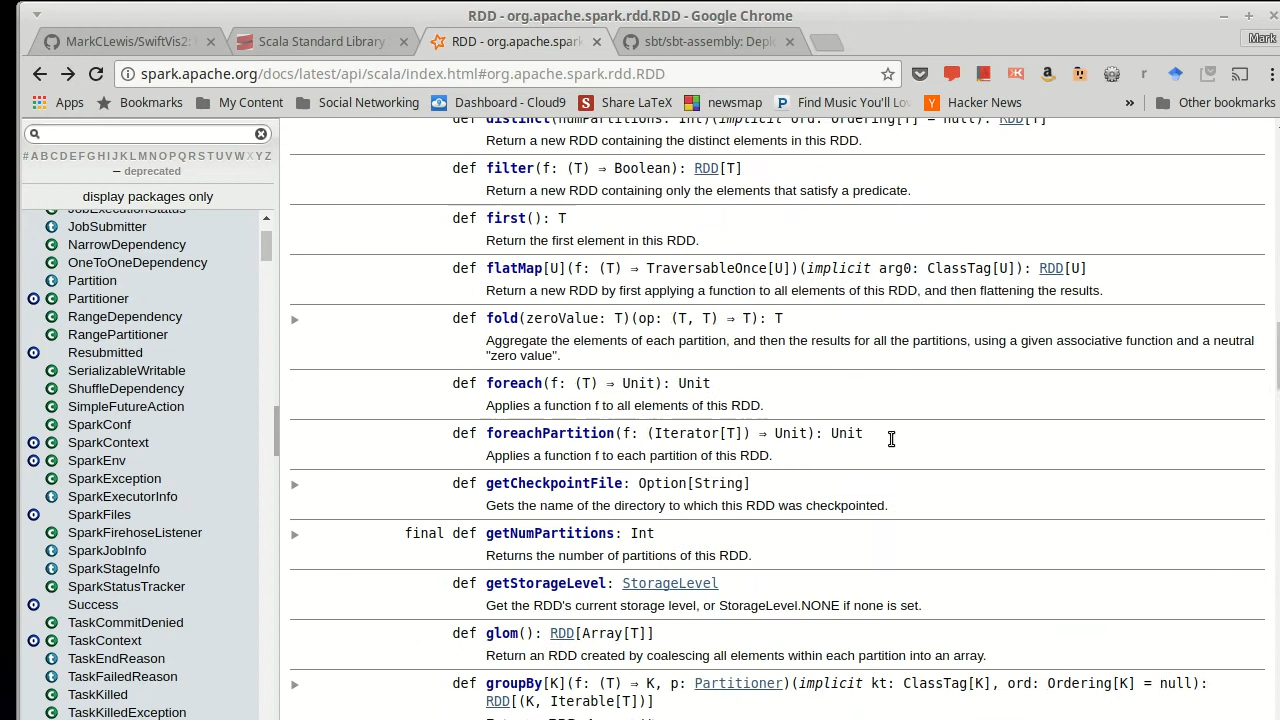 RDD - org.apache.spark.rdd.RDD - Google Chrome
MarkCLewis/SwiftVis2:
Scala Standard Library
RDD - org.apache.spark
sbt/sbt-assembly: Deplo
Mark
spark.apache.org/docs/latest/api/scala/index.html#org.apache.spark.rdd.RDD
Apps
Bookmarks
My Content
Social Networking
Dashboard - Cloud9
Share LaTeX
newsmap
Find Music You'll Lo
Hacker News
»
Other bookmarks
#ABCDEFGHIJKLMNOPQRSTUVWXYZ
– deprecated
display packages only
JobExecutionStatus
JobSubmitter
NarrowDependency
OneToOneDependency
Partition
Partitioner
RangeDependency
RangePartitioner
Resubmitted
SerializableWritable
ShuffleDependency
SimpleFutureAction
SparkConf
SparkContext
SparkEnv
SparkException
SparkExecutorInfo
SparkFiles
SparkFirehoseListener
SparkJobInfo
SparkStageInfo
SparkStatusTracker
Success
TaskCommitDenied
TaskContext
TaskEndReason
TaskFailedReason
TaskKilled
TaskKilledException
def distinct(numPartitions: Int)(implicit ord: Ordering[T] = null): RDD[T]
Return a new RDD containing the distinct elements in this RDD.
def filter(f: (T) ⇒ Boolean): RDD[T]
Return a new RDD containing only the elements that satisfy a predicate.
def first(): T
Return the first element in this RDD.
def flatMap[U](f: (T) ⇒ TraversableOnce[U])(implicit arg0: ClassTag[U]): RDD[U]
Return a new RDD by first applying a function to all elements of this RDD, and then flattening the results.
def fold(zeroValue: T)(op: (T, T) ⇒ T): T
Aggregate the elements of each partition, and then the results for all the partitions, using a given associative function and a neutral
"zero value".
def foreach(f: (T) ⇒ Unit): Unit
Applies a function f to all elements of this RDD.
def foreachPartition(f: (Iterator[T]) ⇒ Unit): Unit
Applies a function f to each partition of this RDD.
def getCheckpointFile: Option[String]
Gets the name of the directory to which this RDD was checkpointed.
final def getNumPartitions: Int
Returns the number of partitions of this RDD.
def getStorageLevel: StorageLevel
Get the RDD's current storage level, or StorageLevel.NONE if none is set.
def glom(): RDD[Array[T]]
Return an RDD created by coalescing all elements within each partition into an array.
def groupBy[K](f: (T) ⇒ K, p: Partitioner)(implicit kt: ClassTag[K], ord: Ordering[K] = null):
RDD[(K, Iterable[T])]